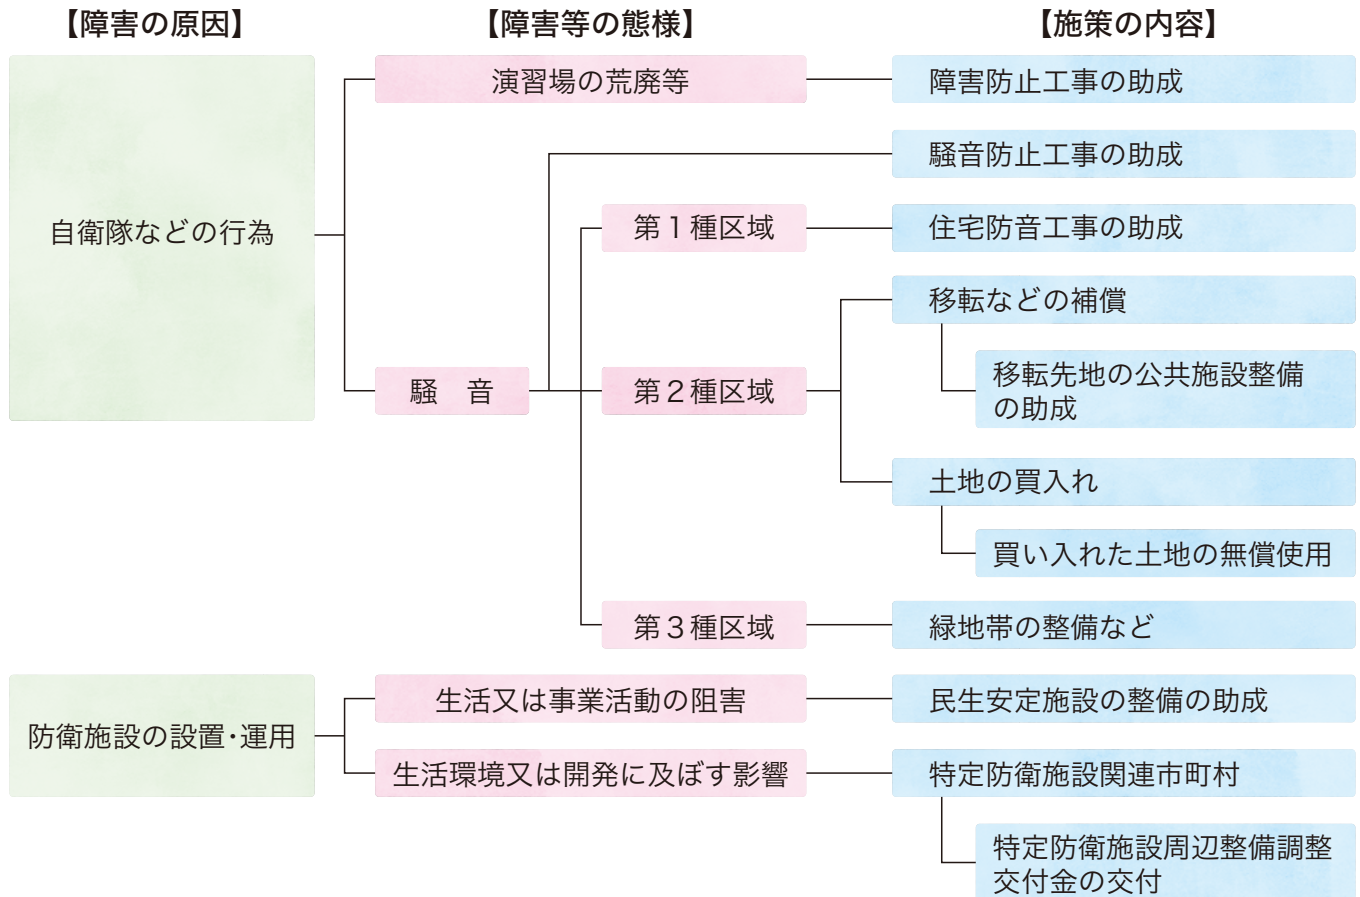 【障害の原因】
【障害等の態様】
【施策の内容】
自衛隊などの行為
演習場の荒廃等
障害防止工事の助成
騒音防止工事の助成
第１種区域
住宅防音工事の助成
移転などの補償
移転先地の公共施設整備
の助成
騒　音
第２種区域
土地の買入れ
買い入れた土地の無償使用
第３種区域
緑地帯の整備など
防衛施設の設置･運用
生活又は事業活動の阻害
民生安定施設の整備の助成
生活環境又は開発に及ぼす影響
特定防衛施設関連市町村
特定防衛施設周辺整備調整
交付金の交付